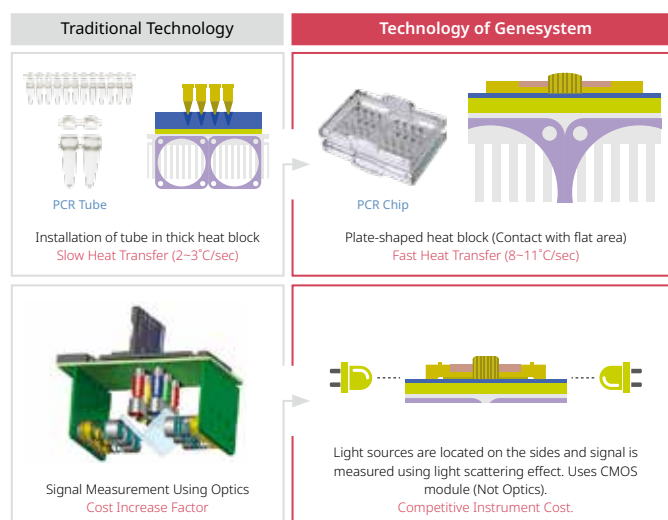 Traditional Technology
Technology of Genesystem
PCR Tube
Installation of tube in thick heat block
Slow Heat Transfer (2~3˚C/sec)
PCR Chip
Plate-shaped heat block (Contact with flat area)
Fast Heat Transfer (8~11˚C/sec)
Signal Measurement Using Optics
Cost Increase Factor
Light sources are located on the sides and signal is
measured using light scattering effect. Uses CMOS
module (Not Optics).
Competitive Instrument Cost.